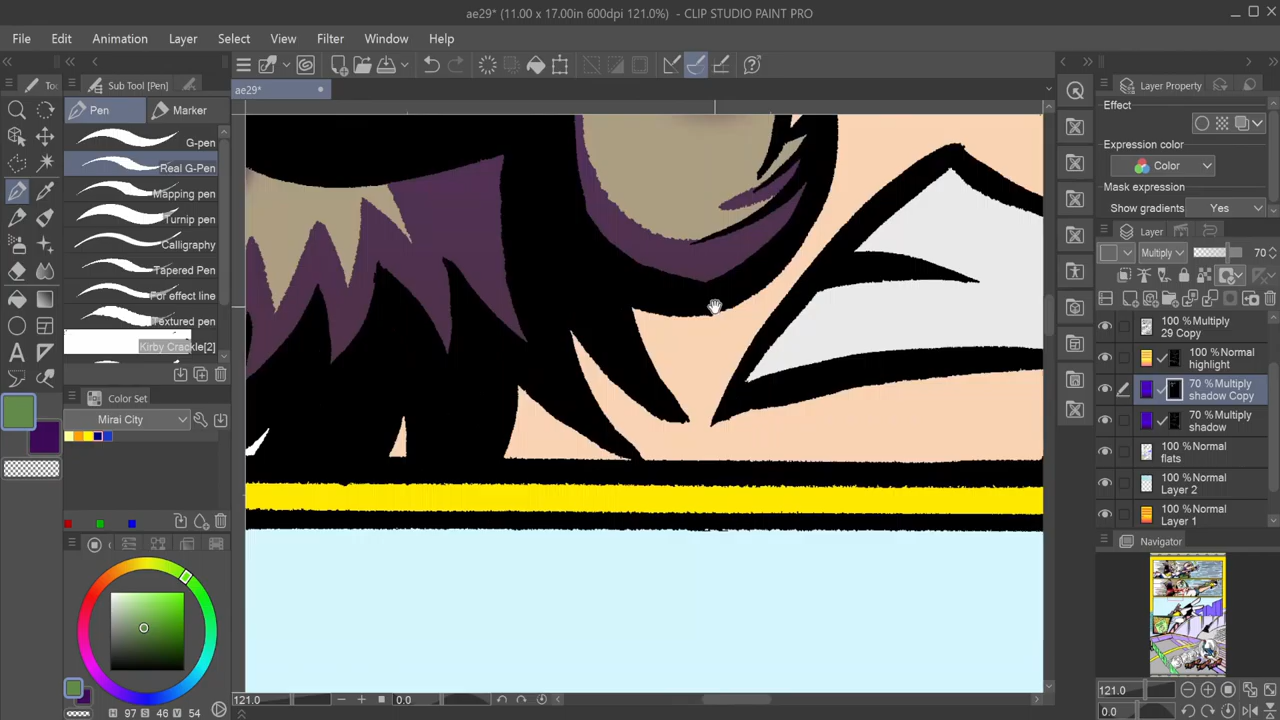 ae29* (11.00 x 17.00in 600dpi 121.0%) - CLIP STUDIO PAINT PRO
File Edit Animation Layer Select View Filter Window Help
Sub Tool [Pen]
ae29*
Pen Marker
G-pen
Real G-Pen
Mapping pen
Turnip pen
Calligraphy
Tapered Pen
For effect line
Textured pen
Kirby Crackle[2]
Color Set
Mirai City
H 97 S 46 V 54
121.0 0.0
Layer Property
Effect
Expression color
Color
Mask expression
Show gradients Yes
Layer
Multiply 70
100 %Multiply
29 Copy
100 %Normal
highlight
70 %Multiply
shadow Copy
70 %Multiply
shadow
100 %Normal
flats
100 %Normal
Layer 2
100 %Normal
Layer 1
Navigator
121.0
0.0